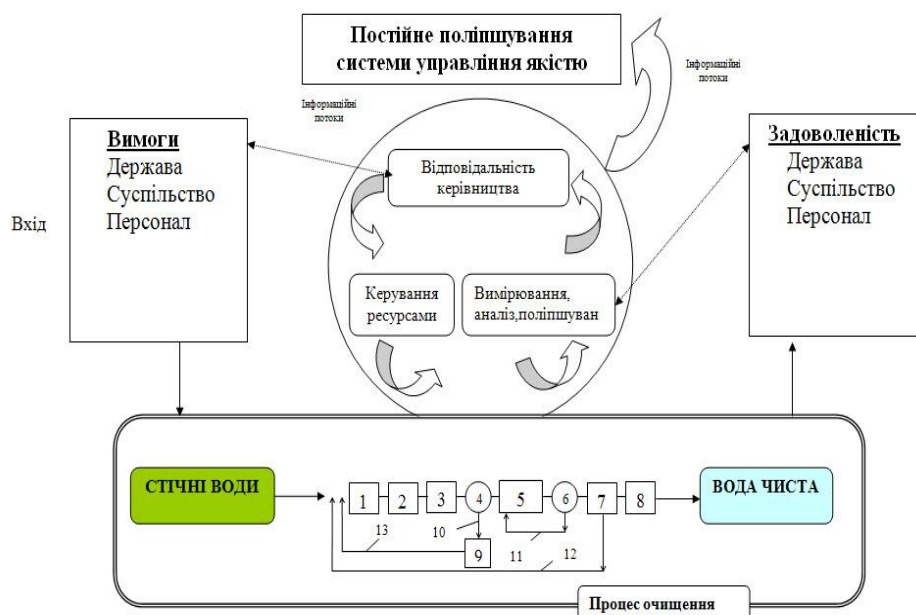 Постійне поліпшування
системи управління якістю
Інформаційні
потоки
Інформаційні
потоки
Вимоги
Держава
Суспільство
Персонал
Вхід
Відповідальність
керівництва
Задоволеність
Держава
Суспільство
Персонал
Керування
ресурсами
Вимірювання,
аналіз,поліпшуван
СТІЧНІ ВОДИ
1 2 3 4 5 6 7 8
ВОДА ЧИСТА
13 10 9 11 12
Процес очищення